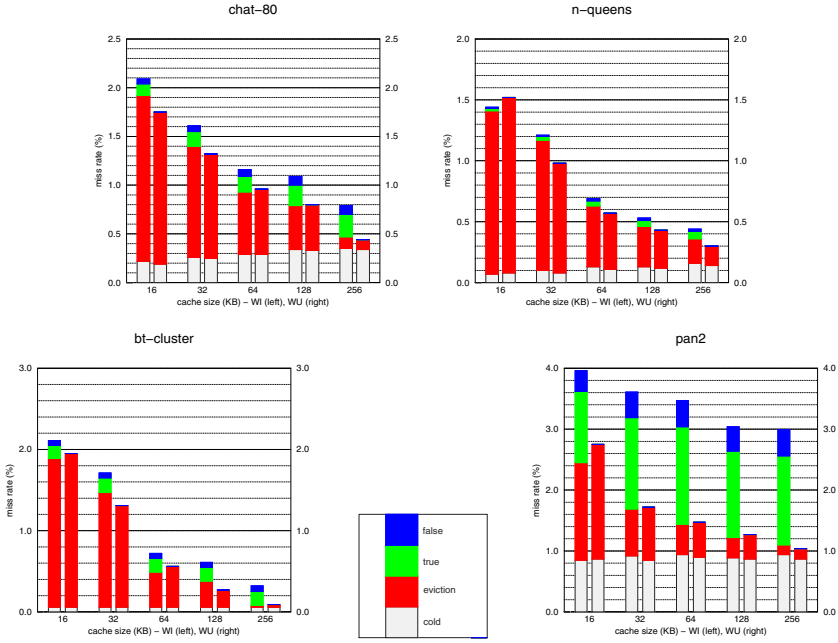 chat−80
n−queens
2.5
2.0
1.5
1.0
0.5
0.0
miss rate (%)
2.5
2.0
1.5
1.0
0.5
0.0
16 32 64 128 256
cache size (KB) − WI (left), WU (right)
2.0
1.5
1.0
0.5
0.0
miss rate (%)
2.0
1.5
1.0
0.5
0.0
16 32 64 128 256
cache size (KB) − WI (left), WU (right)
bt−cluster
pan2
3.0
2.0
1.0
0.0
miss rate (%)
3.0
2.0
1.0
0.0
16 32 64 128 256
cache size (KB) − WI (left), WU (right)
false
true
eviction
cold
4.0
3.0
2.0
1.0
0.0
miss rate (%)
4.0
3.0
2.0
1.0
0.0
16 32 64 128 256
cache size (KB) − WI (left), WU (right)